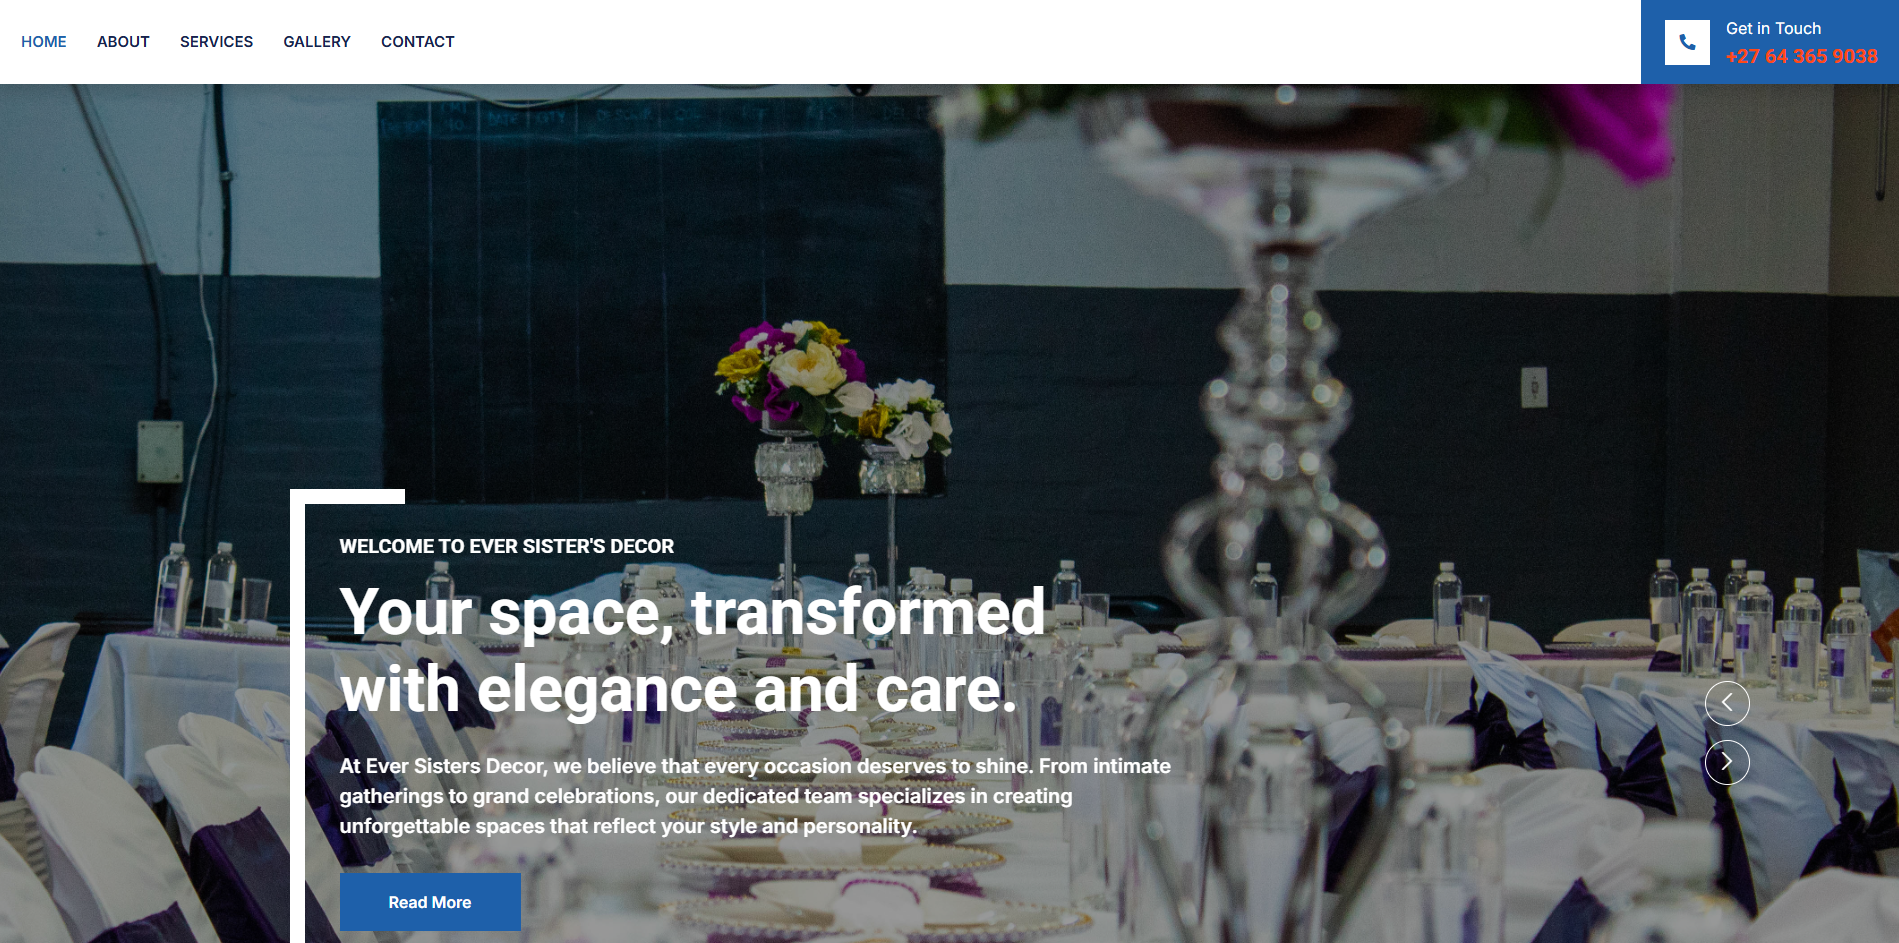 HOME ABOUT SERVICES GALLERY CONTACT
Get in Touch
+27 64 365 9038
WELCOME TO EVER SISTER'S DECOR
Your space, transformed
with elegance and care.
At Ever Sisters Decor, we believe that every occasion deserves to shine. From intimate
gatherings to grand celebrations, our dedicated team specializes in creating
unforgettable spaces that reflect your style and personality.
Read More